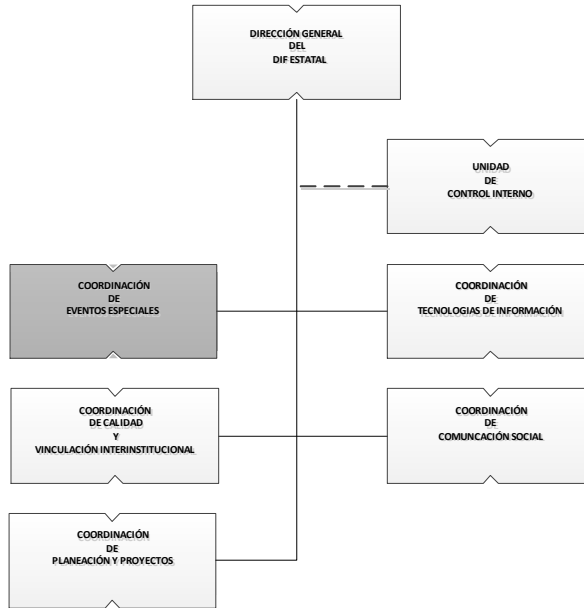 DIRECCIÓN GENERAL
DEL
DIF ESTATAL
UNIDAD
DE
CONTROL INTERNO
COORDINACIÓN
DE
EVENTOS ESPECIALES
COORDINACIÓN
DE
TECNOLOGIAS DE INFORMACIÓN
COORDINACIÓN
DE CALIDAD
Y
VINCULACIÓN INTERINSTITUCIONAL
COORDINACIÓN
DE
COMUNCACIÓN SOCIAL
COORDINACIÓN
DE
PLANEACIÓN Y PROYECTOS